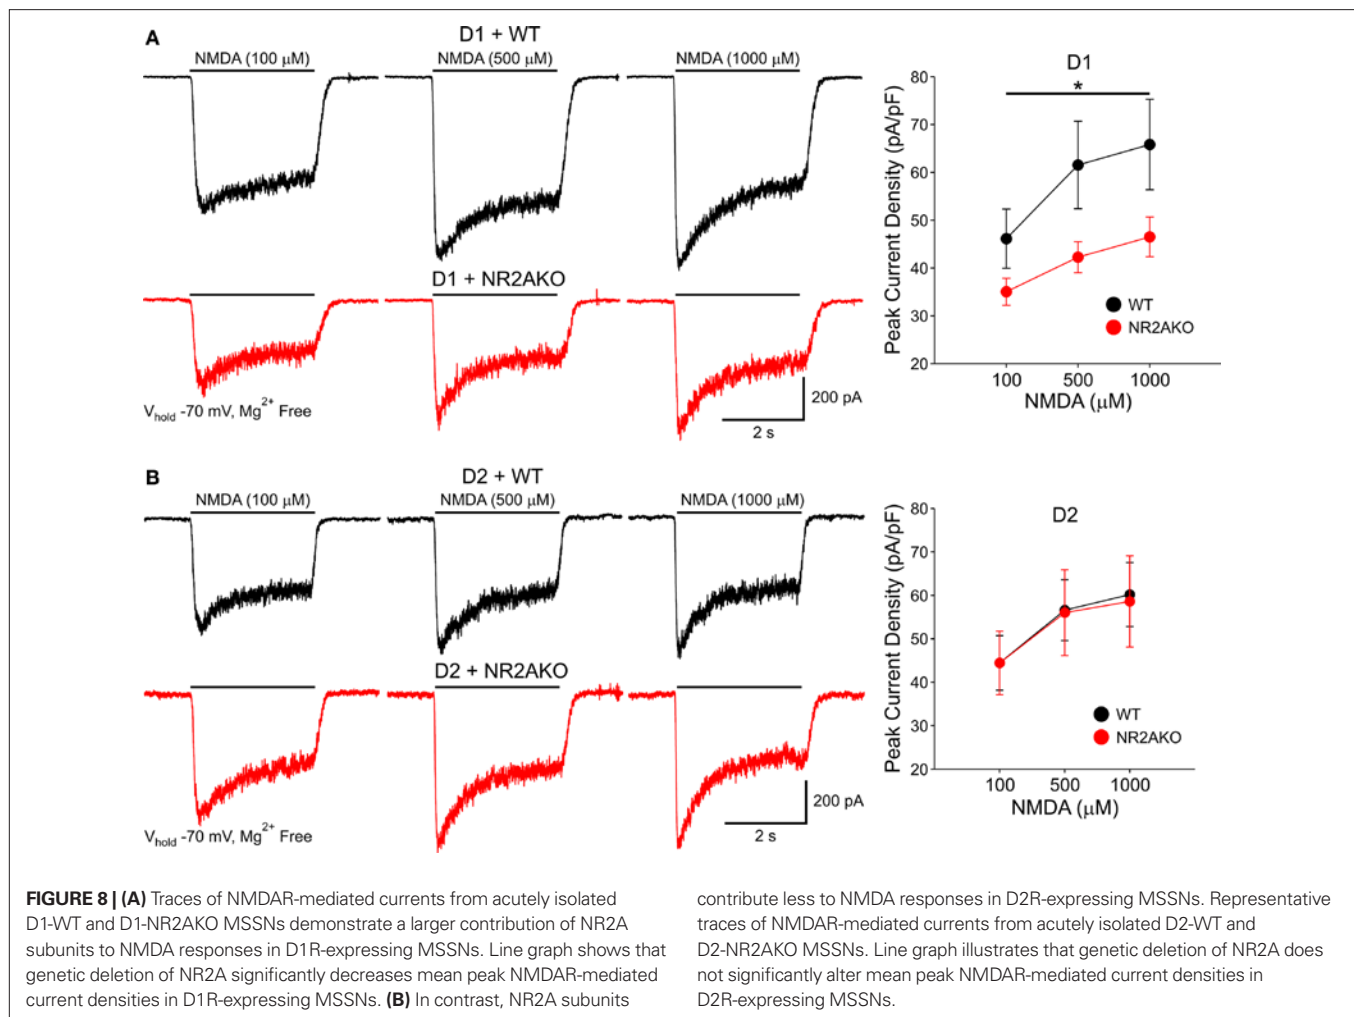 A
D1 + WT
NMDA (100 µM)
NMDA (500 µM)
NMDA (1000 µM)
D1 + NR2AKO
V_hold -70 mV, Mg²⁺ Free
200 pA
2 s
D1
*
Peak Current Density (pA/pF)
80
70
60
50
40
30
20
WT
NR2AKO
100
500
1000
NMDA (µM)
B
D2 + WT
NMDA (100 µM)
NMDA (500 µM)
NMDA (1000 µM)
D2 + NR2AKO
V_hold -70 mV, Mg²⁺ Free
200 pA
2 s
D2
Peak Current Density (pA/pF)
80
70
60
50
40
30
20
WT
NR2AKO
100
500
1000
NMDA (µM)
FIGURE 8 | (A) Traces of NMDAR-mediated currents from acutely isolated
D1-WT and D1-NR2AKO MSSNs demonstrate a larger contribution of NR2A
subunits to NMDA responses in D1R-expressing MSSNs. Line graph shows that
genetic deletion of NR2A significantly decreases mean peak NMDAR-mediated
current densities in D1R-expressing MSSNs. (B) In contrast, NR2A subunits
contribute less to NMDA responses in D2R-expressing MSSNs. Representative
traces of NMDAR-mediated currents from acutely isolated D2-WT and
D2-NR2AKO MSSNs. Line graph illustrates that genetic deletion of NR2A does
not significantly alter mean peak NMDAR-mediated current densities in
D2R-expressing MSSNs.